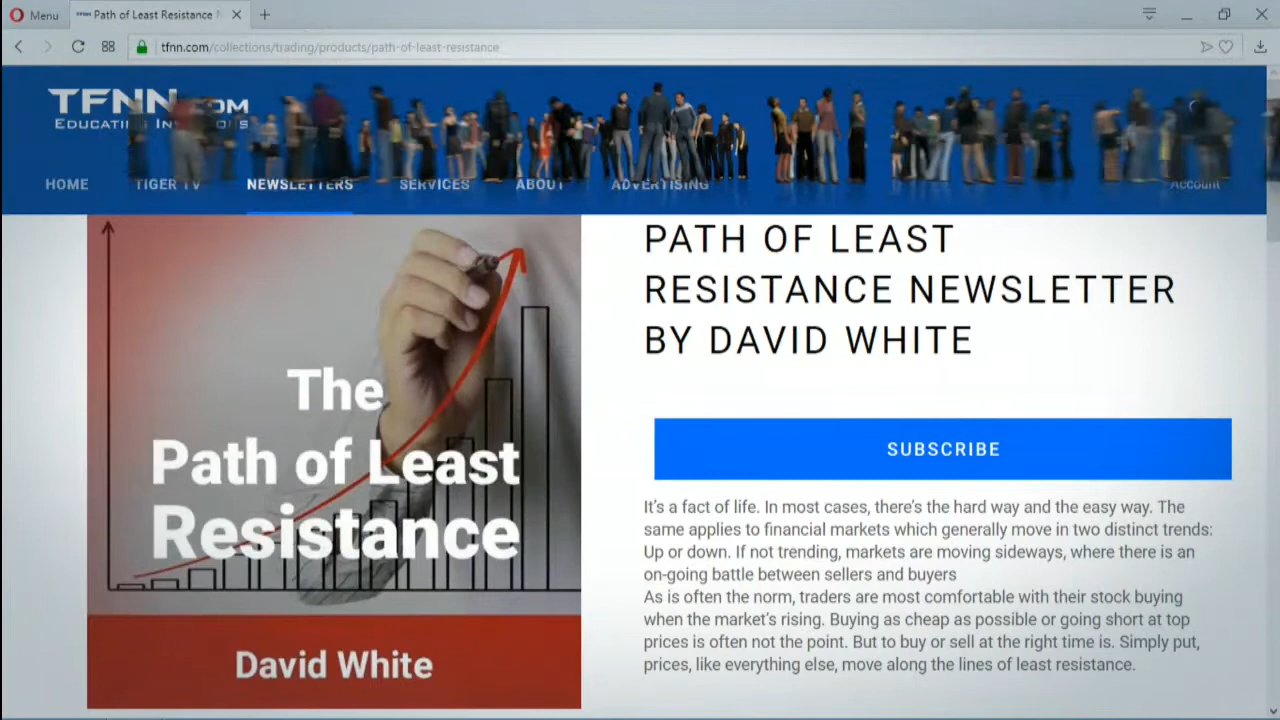 Menu
Path of Least Resistance
tfnn.com/collections/trading/products/path-of-least-resistance
TFNN.COM
EDUCATING INVESTORS
HOME TIGER TV NEWSLETTERS SERVICES ABOUT ADVERTISING Account
PATH OF LEAST
RESISTANCE NEWSLETTER
BY DAVID WHITE
The
Path of Least
Resistance
David White
SUBSCRIBE
It's a fact of life. In most cases, there's the hard way and the easy way. The
same applies to financial markets which generally move in two distinct trends:
Up or down. If not trending, markets are moving sideways, where there is an
on-going battle between sellers and buyers
As is often the norm, traders are most comfortable with their stock buying
when the market's rising. Buying as cheap as possible or going short at top
prices is often not the point. But to buy or sell at the right time is. Simply put,
prices, like everything else, move along the lines of least resistance.